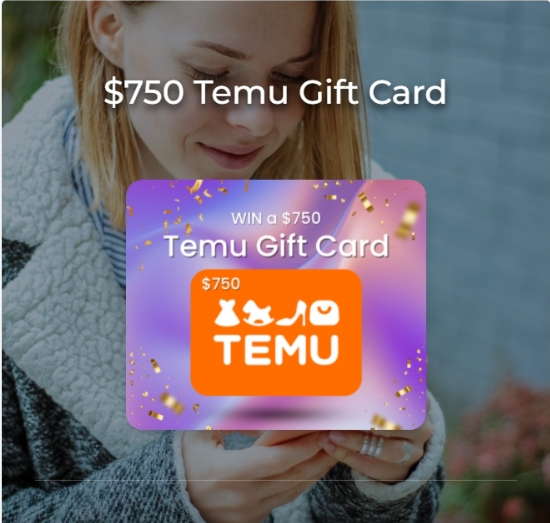 $750 Temu Gift Card
WIN a $750
Temu Gift Card
$750
TEMU